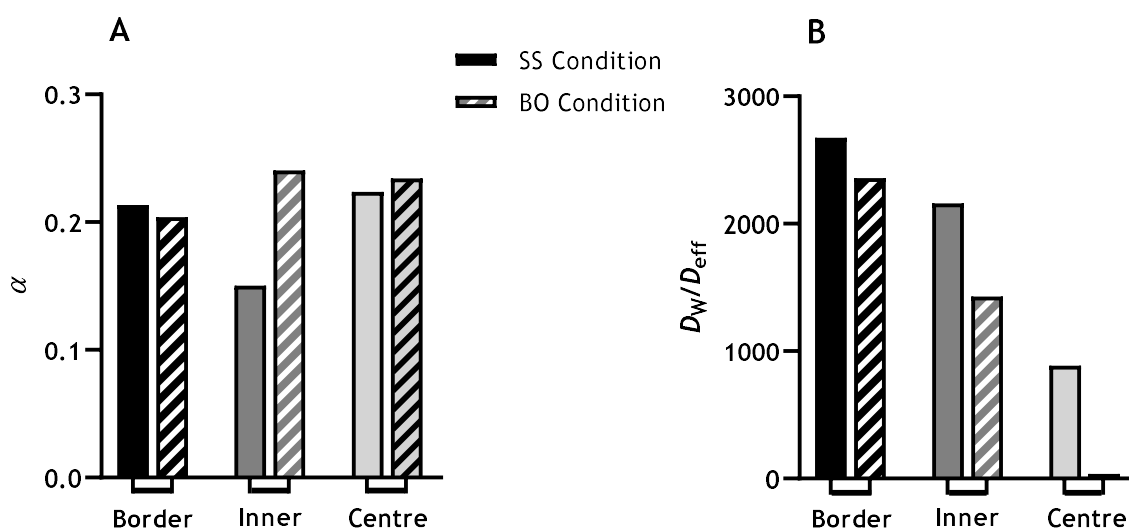 A
B
SS Condition
BO Condition
0.3
0.2
0.1
0.0
α
Border Inner Centre
3000
2000
1000
0
DW/Deff
Border Inner Centre